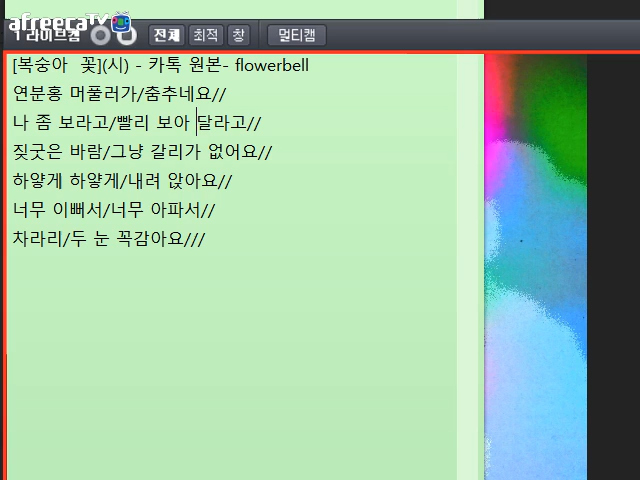 afreecaTV
1 라이브캠
전체 최적 창 멀티캠
[복숭아 꽃](시) - 카톡 원본- flowerbell
연분홍 머풀러가/춤추네요//
나 좀 보라고/빨리 보아 달라고//
짖굿은 바람/그냥 갈리가 없어요//
하얗게 하얗게/내려 앉아요//
너무 이뻐서/너무 아파서//
차라리/두 눈 꼭감아요///